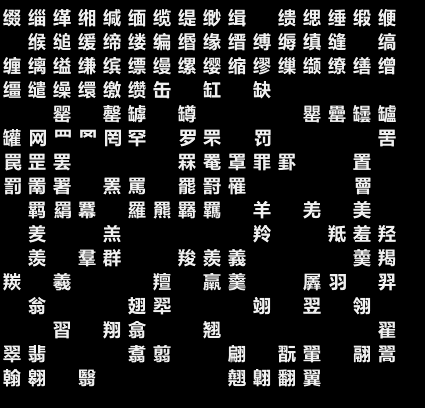 缀缁缂缃缄缅缆缇缈缉 缋缌缍缎缏
缑缒缓缔缕编缗缘缙缚缛缜缝 缟
缠缡缢缣缤缥缦缧缨缩缪缫缬缭缮缯
缰缱缲缳缴缵缶 缸 缺
罂 罄罅 罇 罌罍罎罏
罐网罒罓罔罕 罗罘 罚 罟
罠罡罢 罧罨罩罪罫 置
罰罱署 罴罵 罷罸罹 罾
羁羂羃 羅羆羇羈 羊 羌 美
羑 羔 羚 羝羞羟
羡 羣群 羧羨義 羮羯
羰 羲 羶 羸羹 羼羽 羿
翁 翅翆 翊 翌 翎
習 翔翕 翘 翟
翠翡 翥翦 翩 翫翬 翮翯
翰翱 翳 翹翺翻翼